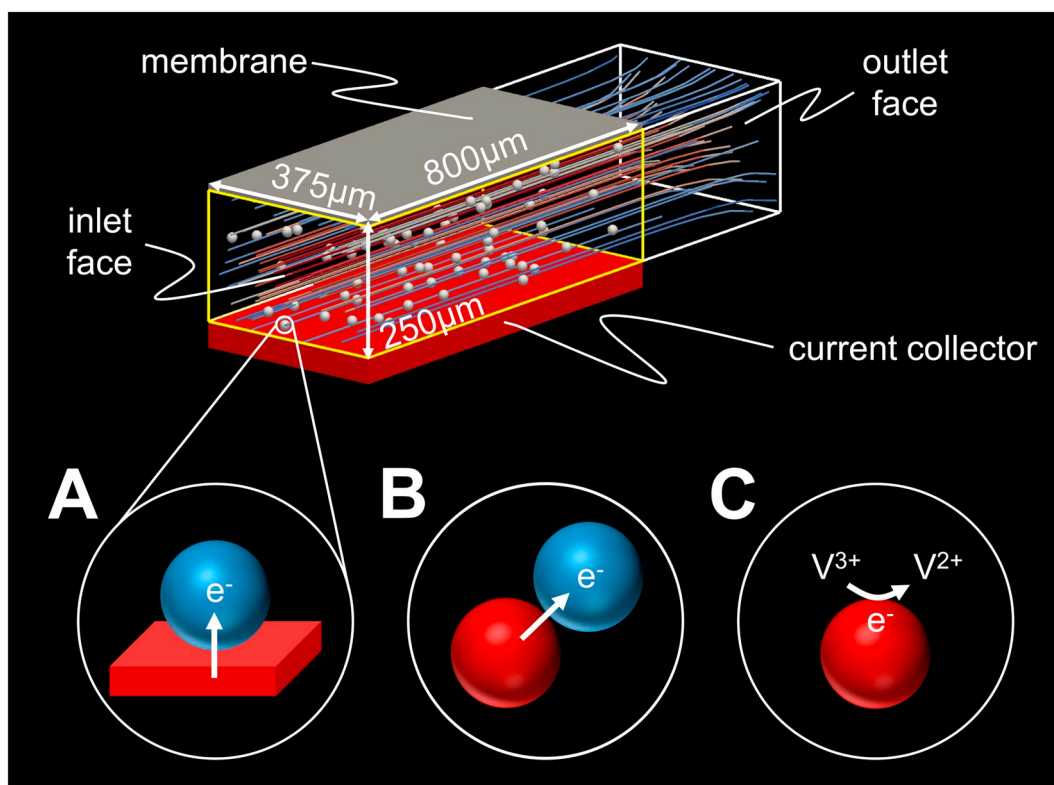 membrane
outlet
face
375µm
800µm
inlet
face
250µm
current collector
A
B
C
e-
e-
V3+
V2+
e-